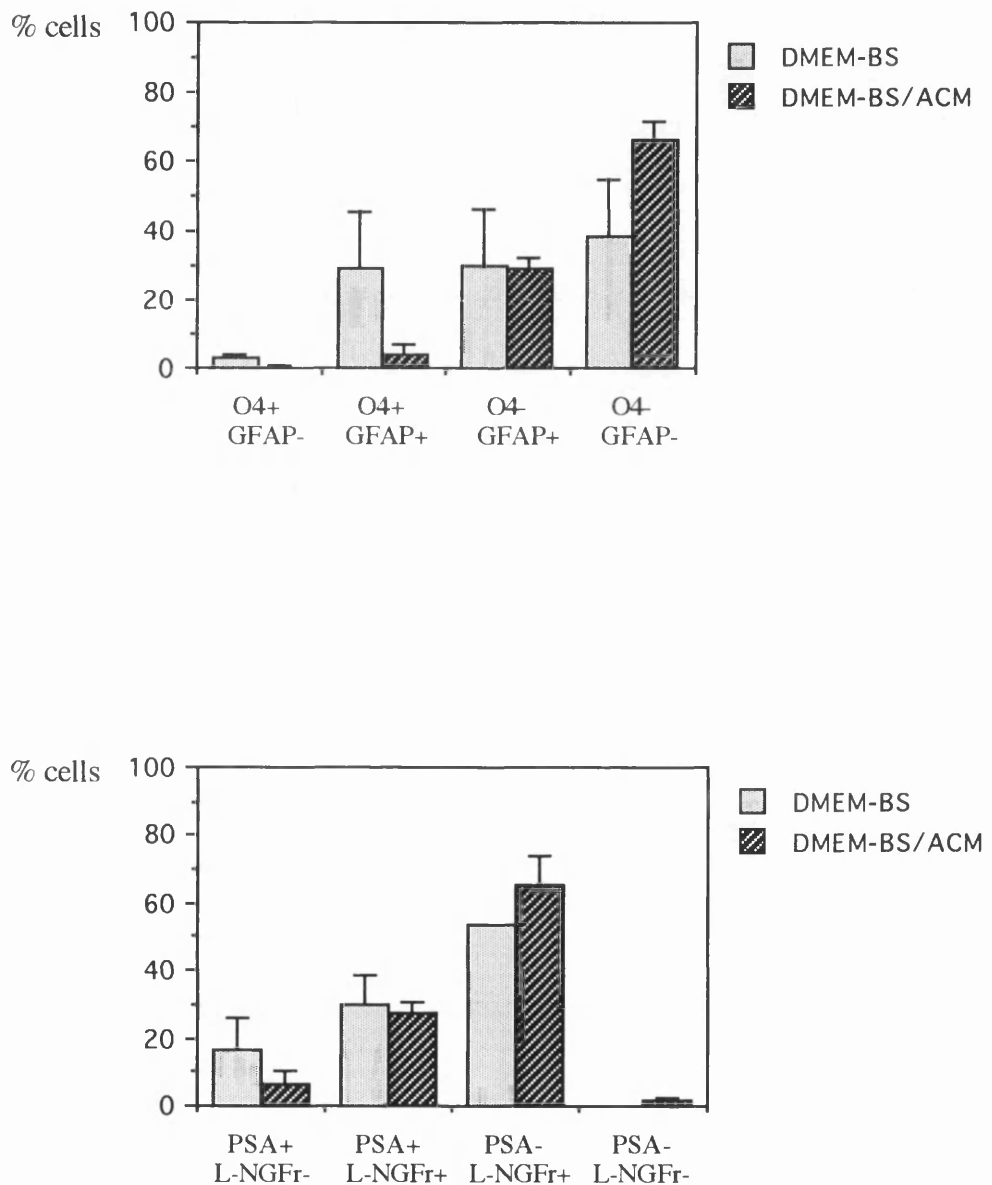 % cells
100
80
60
40
20
0
DMEM-BS
DMEM-BS/ACM
O4+ O4+ O4- O4-
GFAP- GFAP+ GFAP+ GFAP-
% cells
100
80
60
40
20
0
DMEM-BS
DMEM-BS/ACM
PSA+ PSA+ PSA- PSA-
L-NGFr- L-NGFr+ L-NGFr+ L-NGFr-